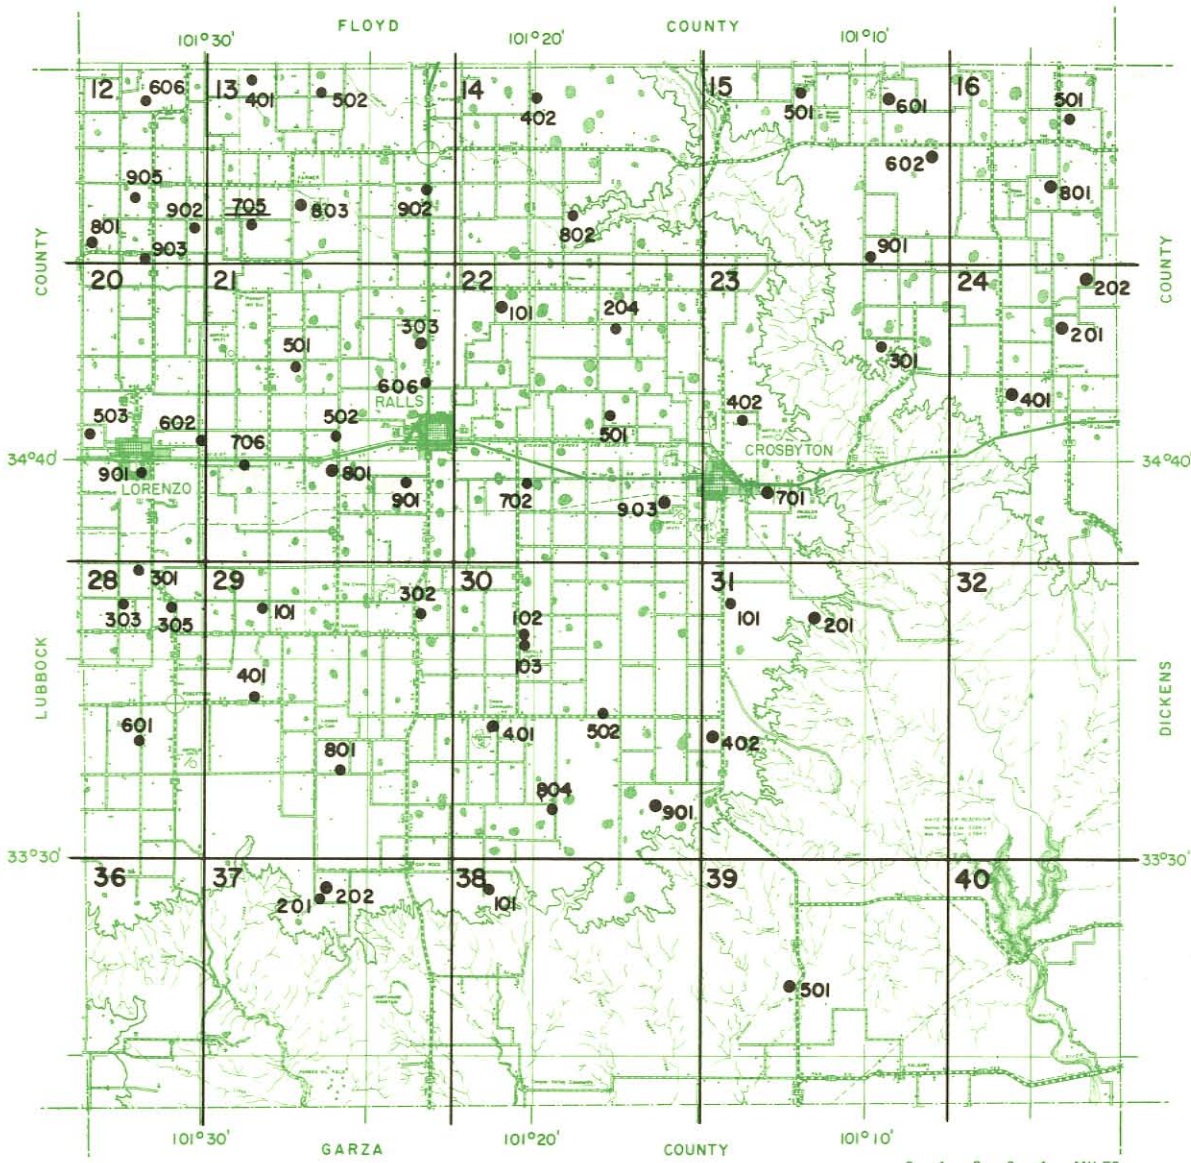 FLOYD COUNTY
101°30' 101°20' 101°10'
12 606 13 401 502 14 402 15 501 601 16 501
602
905 902 705 803 902 802 801
801 903 901
COUNTY COUNTY
20 21 22 23 24 202
101 204 201
303 301
501
606
RALLS
401
503 602 502 501 402
706 CROSBYTON
34°40' 34°40'
901 801 901 702 903 701
LORENZO
28 301 29 30 31 32
303 305 101 302 102 101 201
103
LUBBOCK DICKENS
401
601 801 401 502 402
804 901
33°30' 33°30'
36 37 38 39 40
201 202 101
501
101°30' 101°20' 101°10'
GARZA COUNTY